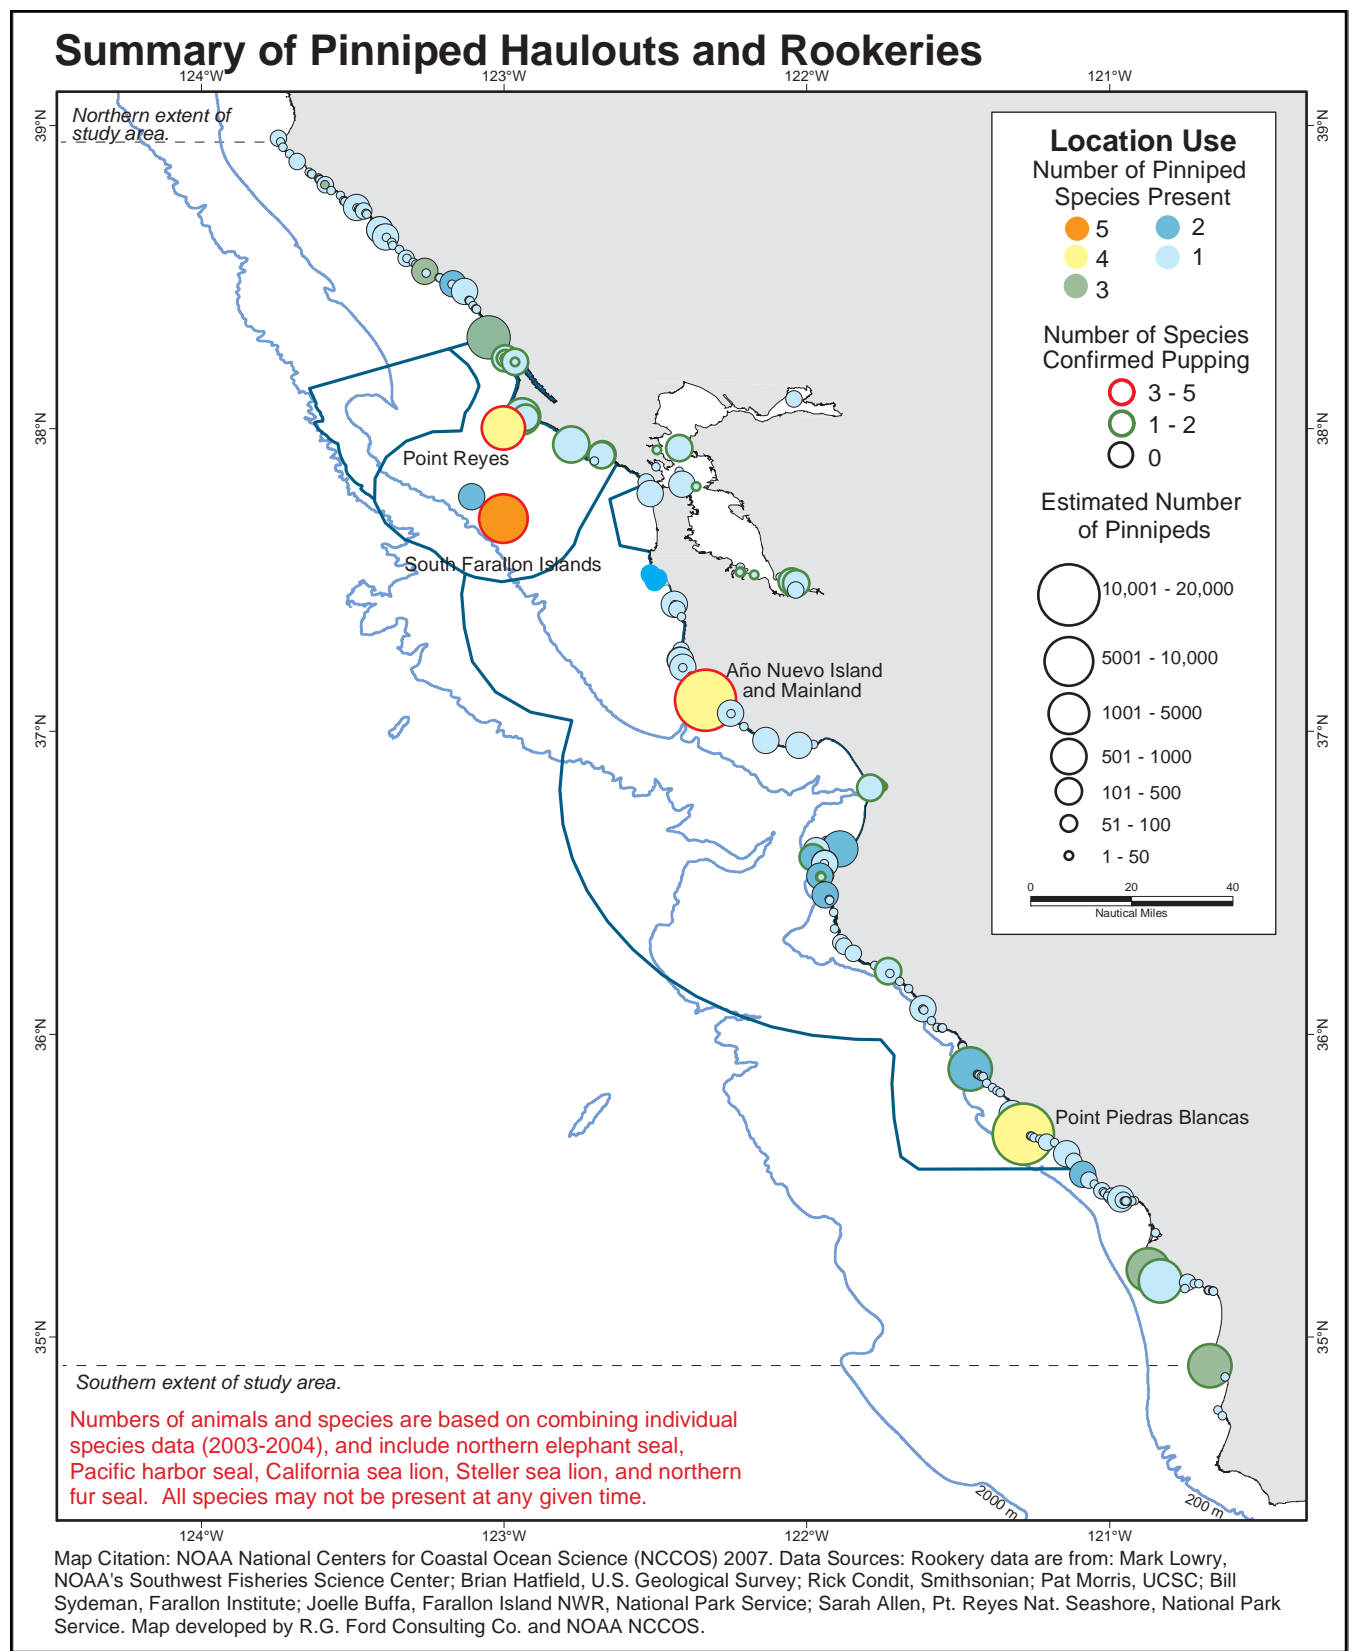 Summary of Pinniped Haulouts and Rookeries
124°W 123°W 122°W 121°W
39°N 39°N
38°N 38°N
37°N 37°N
36°N 36°N
35°N 35°N
Northern extent of
study area.
Location Use
Number of Pinniped
Species Present
5 2
4 1
3
Number of Species
Confirmed Pupping
3 - 5
1 - 2
0
Estimated Number
of Pinnipeds
10,001 - 20,000
5001 - 10,000
1001 - 5000
501 - 1000
101 - 500
51 - 100
1 - 50
0 20 40
Nautical Miles
Point Reyes
South Farallon Islands
Año Nuevo Island
and Mainland
Point Piedras Blancas
Southern extent of study area.
Numbers of animals and species are based on combining individual
species data (2003-2004), and include northern elephant seal,
Pacific harbor seal, California sea lion, Steller sea lion, and northern
fur seal.  All species may not be present at any given time.
2000 m
200 m
124°W 123°W 122°W 121°W
Map Citation: NOAA National Centers for Coastal Ocean Science (NCCOS) 2007. Data Sources: Rookery data are from: Mark Lowry,
NOAA's Southwest Fisheries Science Center; Brian Hatfield, U.S. Geological Survey; Rick Condit, Smithsonian; Pat Morris, UCSC; Bill
Sydeman, Farallon Institute; Joelle Buffa, Farallon Island NWR, National Park Service; Sarah Allen, Pt. Reyes Nat. Seashore, National Park
Service. Map developed by R.G. Ford Consulting Co. and NOAA NCCOS.